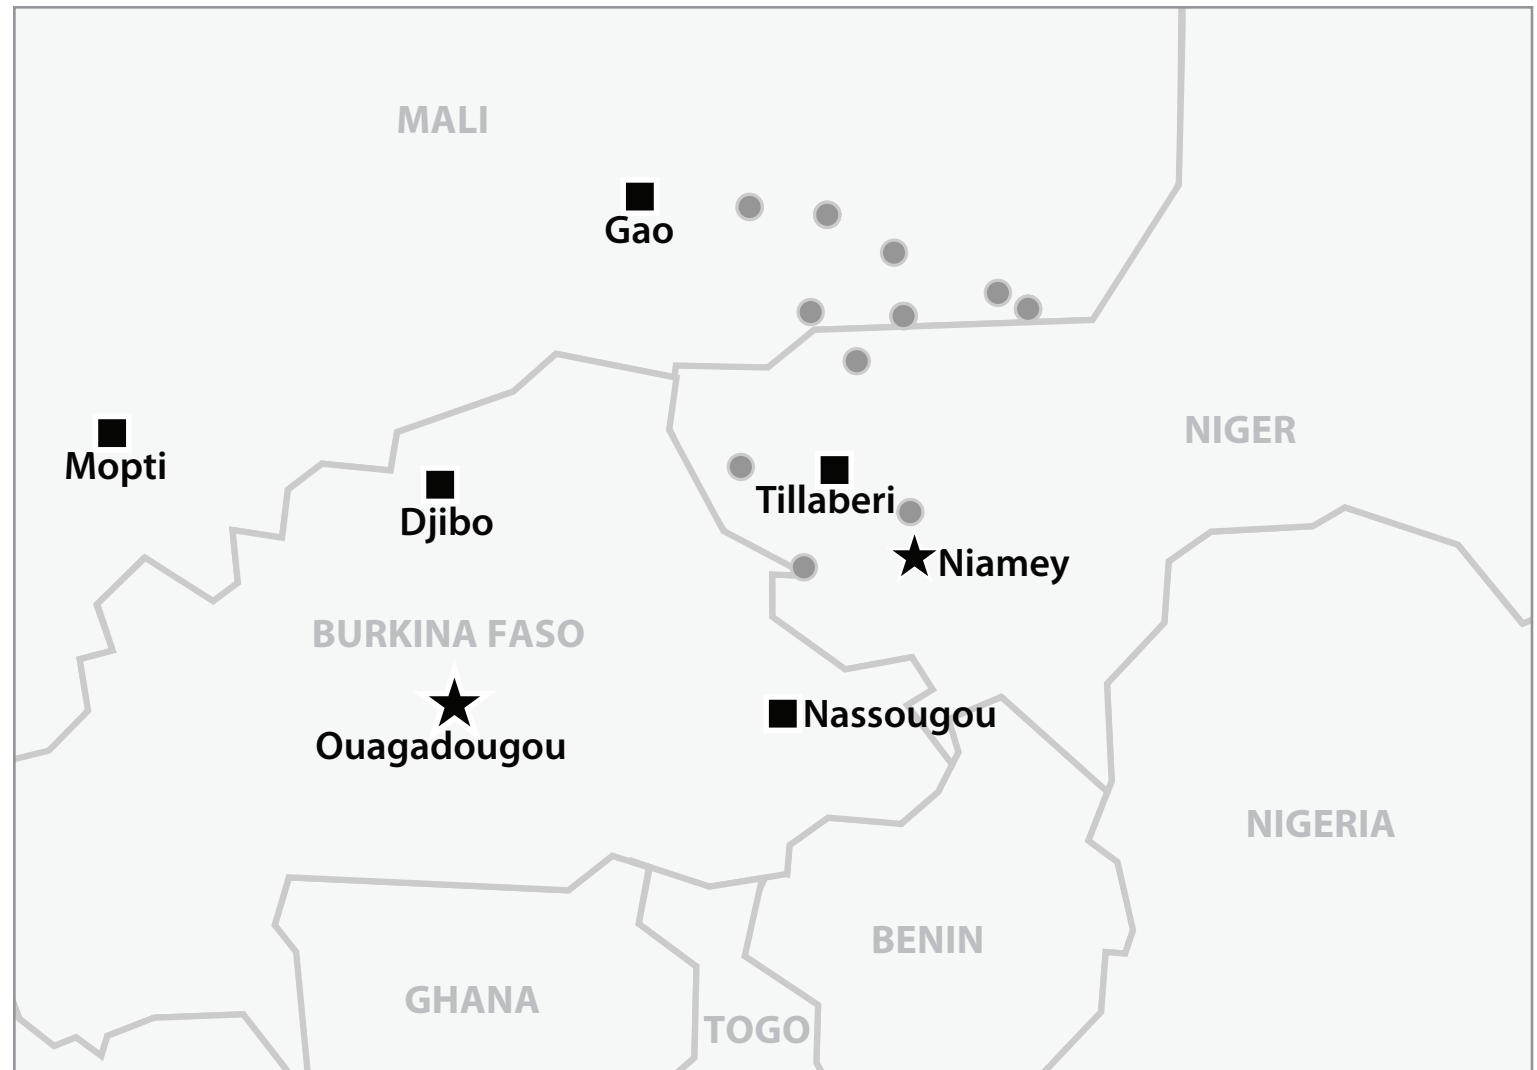 MALI
Gao
NIGER
Mopti
Tillaberi
Djibo
Niamey
BURKINA FASO
Nassougou
Ouagadougou
NIGERIA
BENIN
GHANA
TOGO